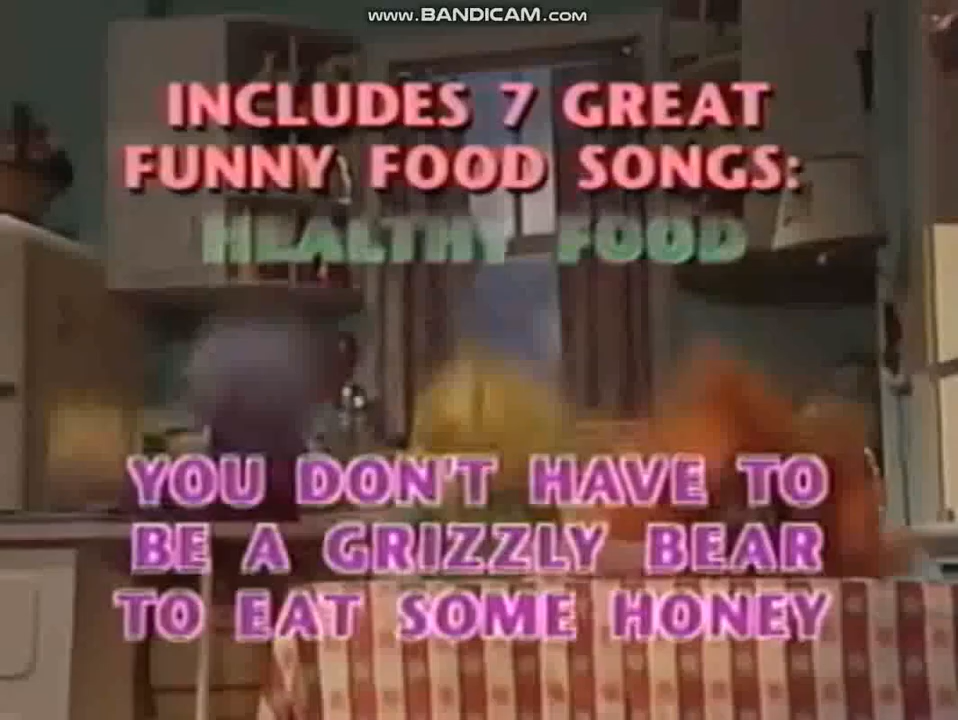 www.BANDICAM.com
INCLUDES 7 GREAT
FUNNY FOOD SONGS:
HEALTHY FOOD
YOU DON'T HAVE TO
BE A GRIZZLY BEAR
TO EAT SOME HONEY